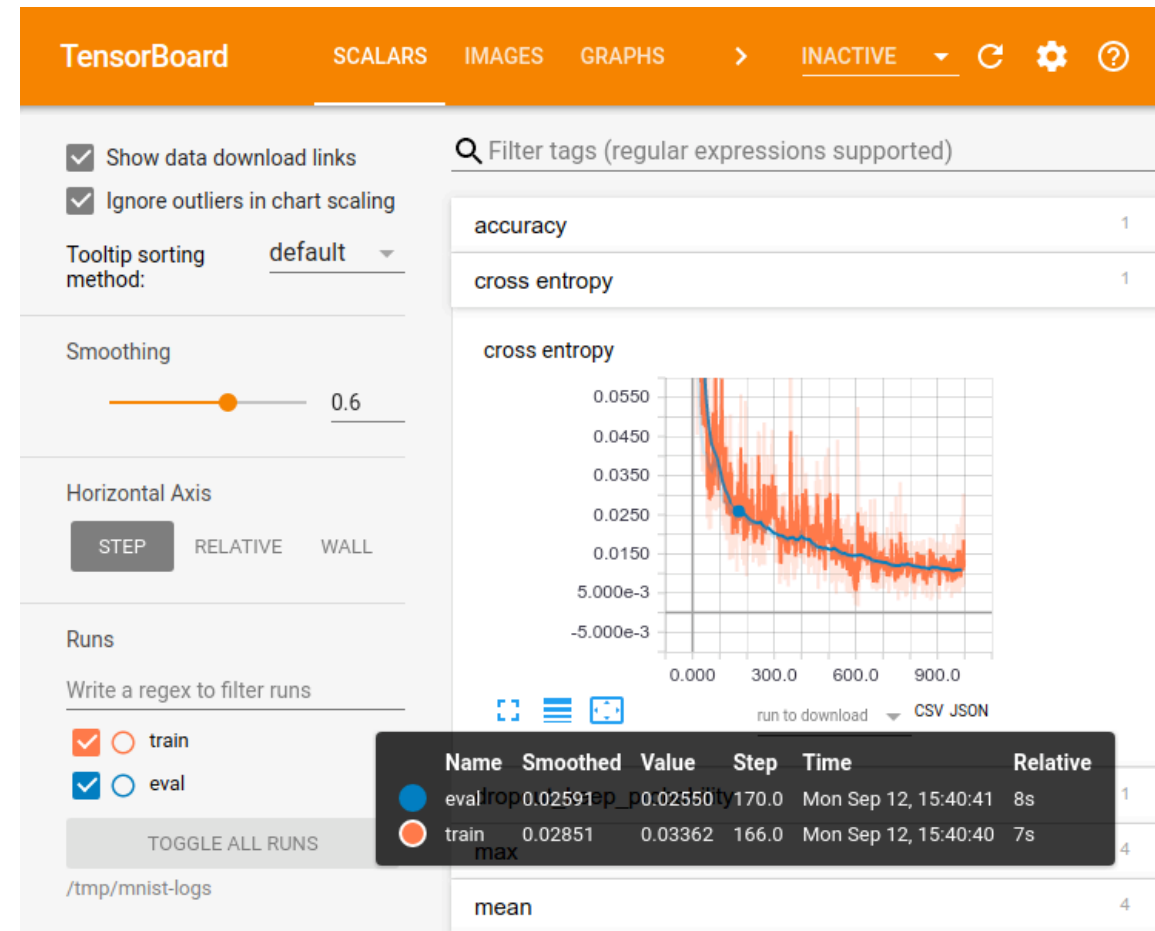 TensorBoard SCALARS IMAGES GRAPHS INACTIVE
Show data download links
Ignore outliers in chart scaling
Tooltip sorting method: default
Smoothing
0.6
Horizontal Axis
STEP RELATIVE WALL
Runs
Write a regex to filter runs
train
eval
TOGGLE ALL RUNS
/tmp/mnist-logs
Filter tags (regular expressions supported)
accuracy 1
cross entropy 1
cross entropy
0.0550
0.0450
0.0350
0.0250
0.0150
5.000e-3
-5.000e-3
0.000 300.0 600.0 900.0
run to download CSV JSON
Name Smoothed Value Step Time Relative
eval 0.02591 0.02550 170.0 Mon Sep 12, 15:40:41 8s
train 0.02851 0.03362 166.0 Mon Sep 12, 15:40:40 7s
dropout_keep_probability 1
max 4
mean 4